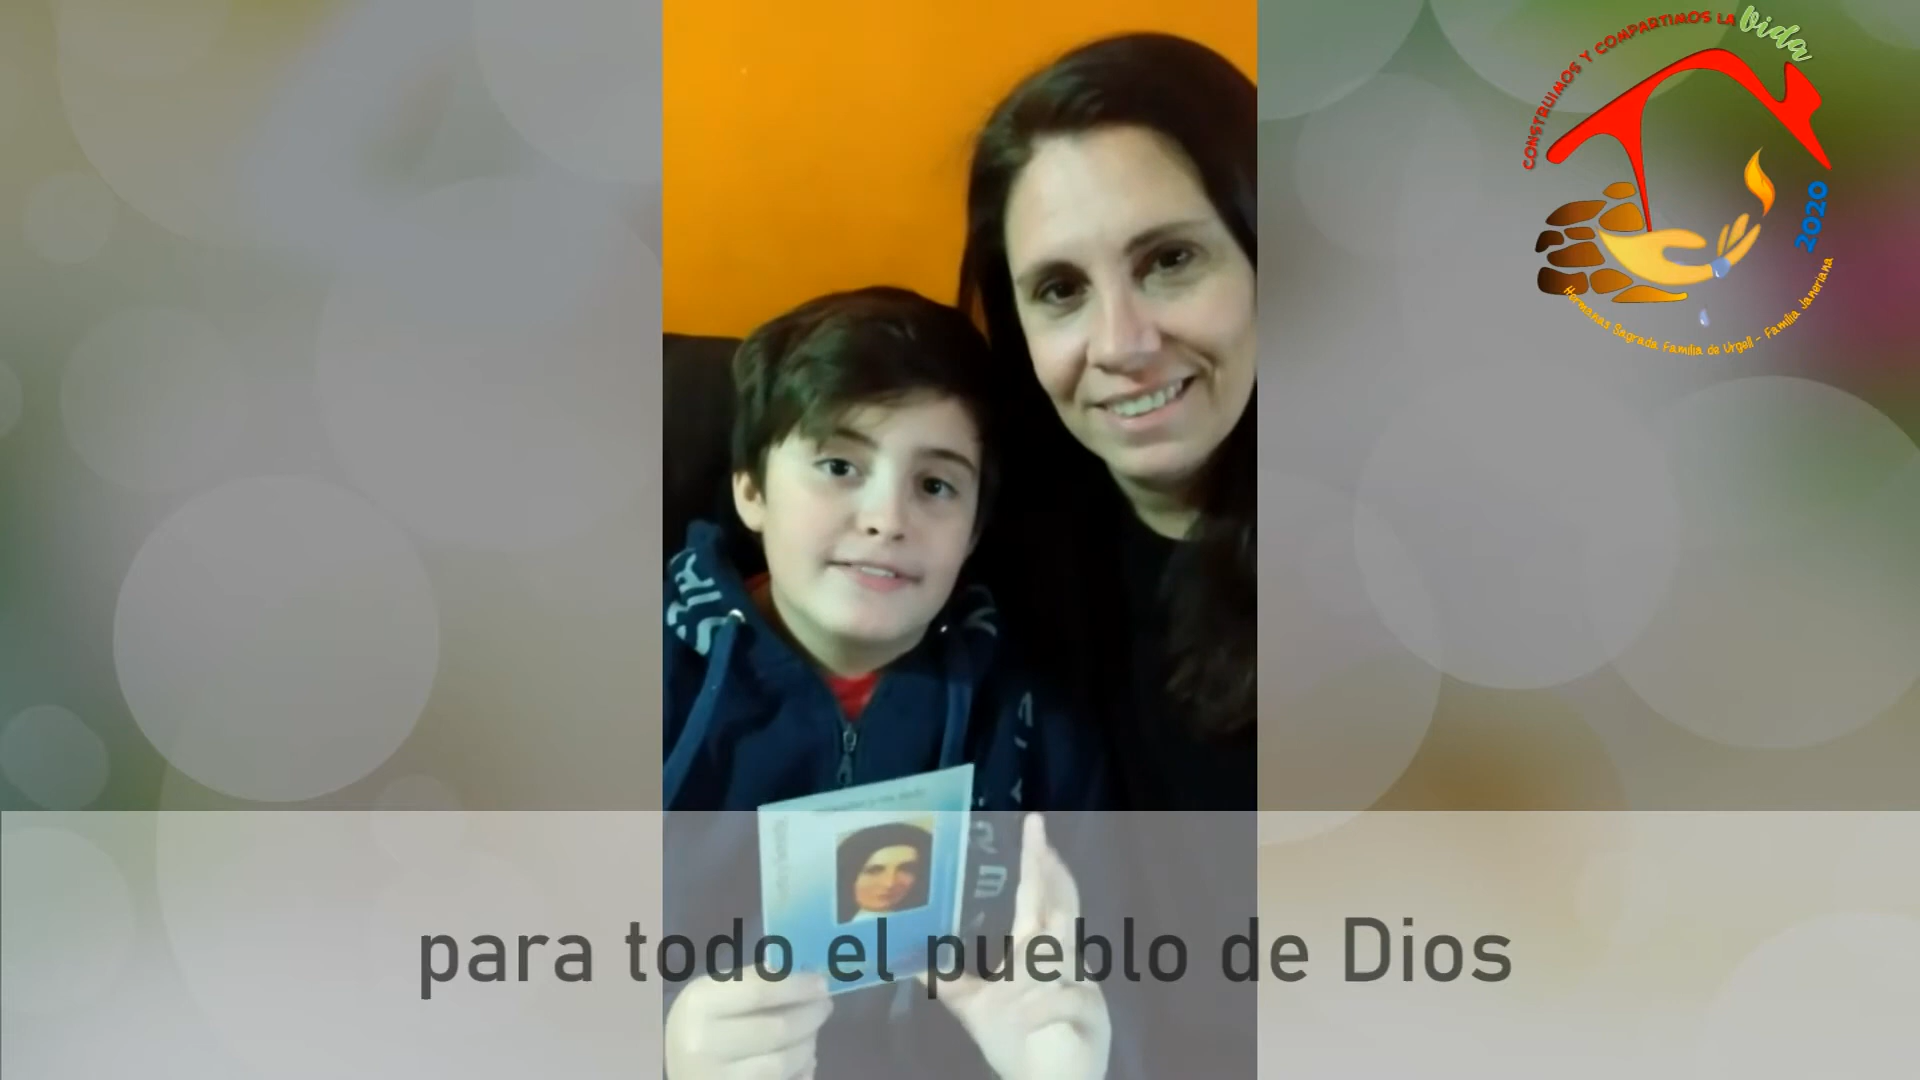 CONSTRUIMOS Y COMPARTIMOS LA Vida
2020
Hermanas Sagrada Familia de Urgell - Familia Janeriana
para todo el pueblo de Dios